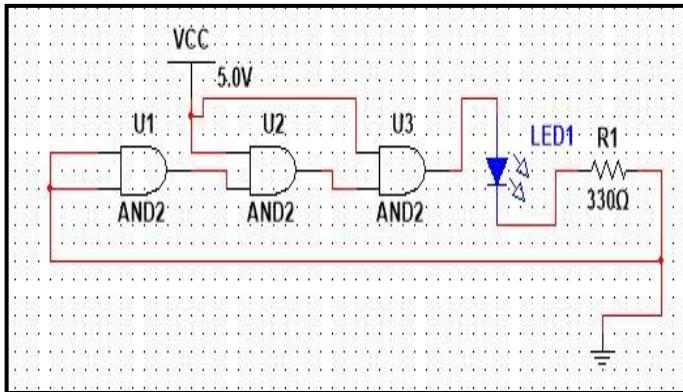 VCC
5.0V
U1
U2
U3
LED1
R1
AND2
AND2
AND2
330Ω